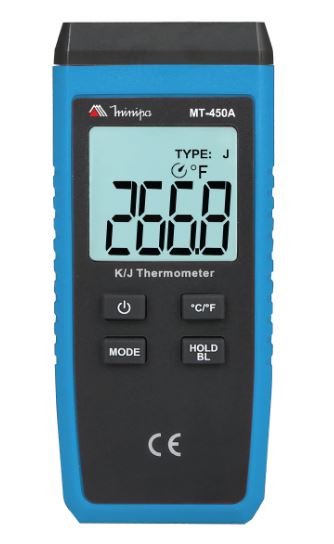 minipa MT-450A
TYPE: J
°F
266.8
K/J Thermometer
°C/°F
MODE
HOLD
BL
CE